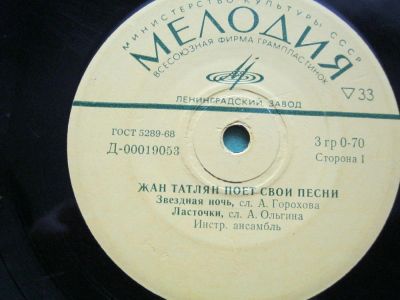 МИНИСТЕРСТВО КУЛЬТУРЫ СССР
МЕЛОДИЯ
ВСЕСОЮЗНАЯ ФИРМА ГРАМПЛАСТИНОК
ЛЕНИНГРАДСКИЙ ЗАВОД
▽33
ГОСТ 5289-68
Д-00019053
3 гр 0-70
Сторона I
ЖАН ТАТЛЯН ПОЕТ СВОИ ПЕСНИ
Звездная ночь, сл. А. Горохова
Ласточки, сл. А. Ольгина
Инстр. ансамбль